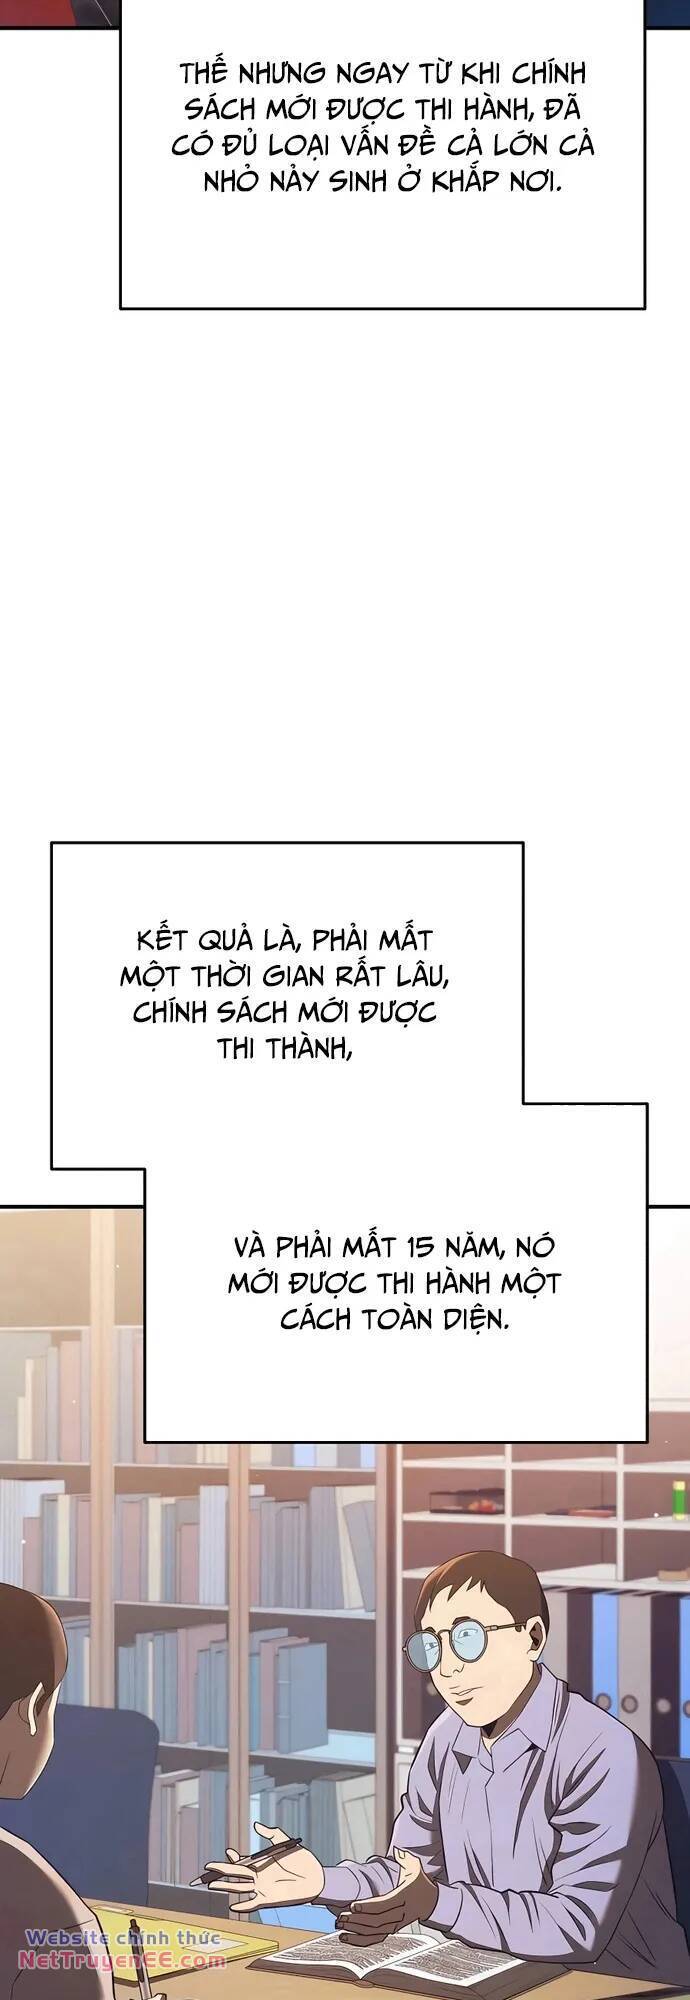 THẾ NHƯNG NGAY TỪ KHI CHÍNH
SÁCH MỚI ĐƯỢC THI HÀNH, ĐÃ
CÓ ĐỦ LOẠI VẤN ĐỀ CẢ LỚN CẢ
NHỎ NẢY SINH Ở KHẮP NƠI.
KẾT QUẢ LÀ, PHẢI MẤT
MỘT THỜI GIAN RẤT LÂU,
CHÍNH SÁCH MỚI ĐƯỢC
THI THÀNH,
VÀ PHẢI MẤT 15 NĂM, NÓ
MỚI ĐƯỢC THI HÀNH MỘT
CÁCH TOÀN DIỆN.
Website chính thức
NetTruyenEE.com